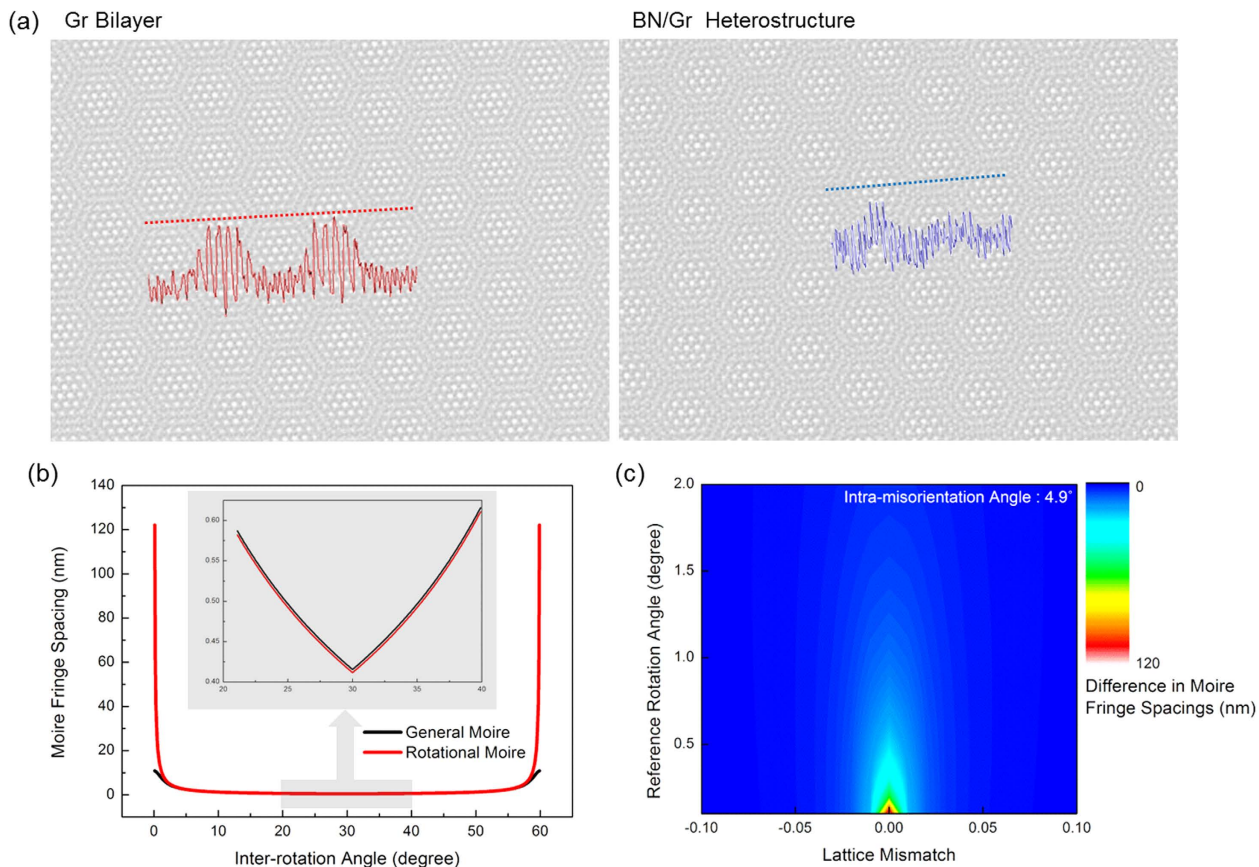 (a) Gr Bilayer
BN/Gr Heterostructure
(b)
Moire Fringe Spacing (nm)
140
120
100
80
60
40
20
0
0 10 20 30 40 50 60
Inter-rotation Angle (degree)
0.60
0.55
0.50
0.45
0.40
20 25 30 35 40
General Moire
Rotational Moire
(c)
Reference Rotation Angle (degree)
2.0
1.5
1.0
0.5
-0.10 -0.05 0.00 0.05 0.10
Lattice Mismatch
Intra-misorientation Angle : 4.9°
0
120
Difference in Moire
Fringe Spacings (nm)